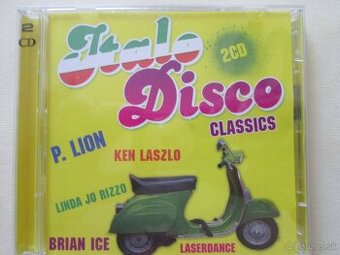 2
CD
Italo
2CD
Disco
CLASSICS
P. LION
KEN LASZLO
LINDA JO RIZZO
BRIAN ICE
LASERDANCE